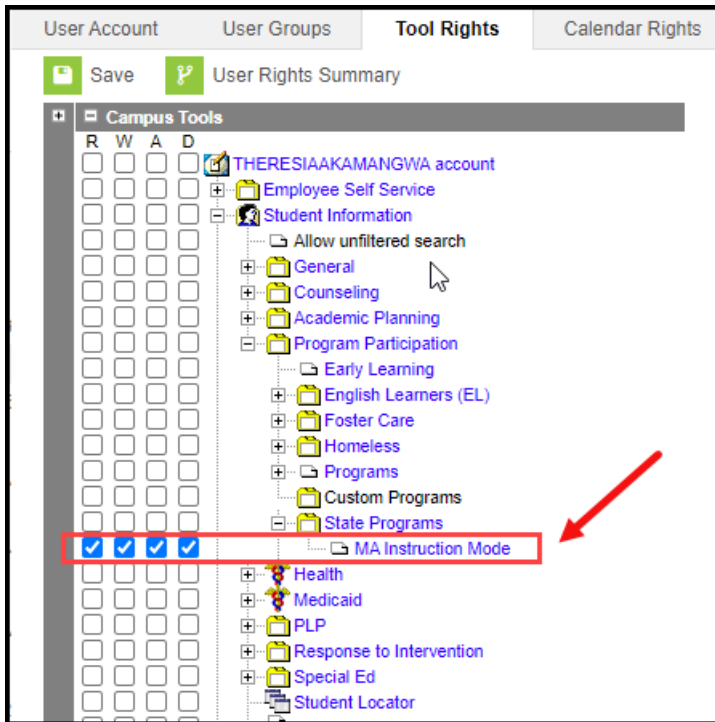 User Account User Groups Tool Rights Calendar Rights
Save User Rights Summary
Campus Tools
R W A D
THERESIAAKAMANGWA account
Employee Self Service
Student Information
Allow unfiltered search
General
Counseling
Academic Planning
Program Participation
Early Learning
English Learners (EL)
Foster Care
Homeless
Programs
Custom Programs
State Programs
MA Instruction Mode
Health
Medicaid
PLP
Response to Intervention
Special Ed
Student Locator